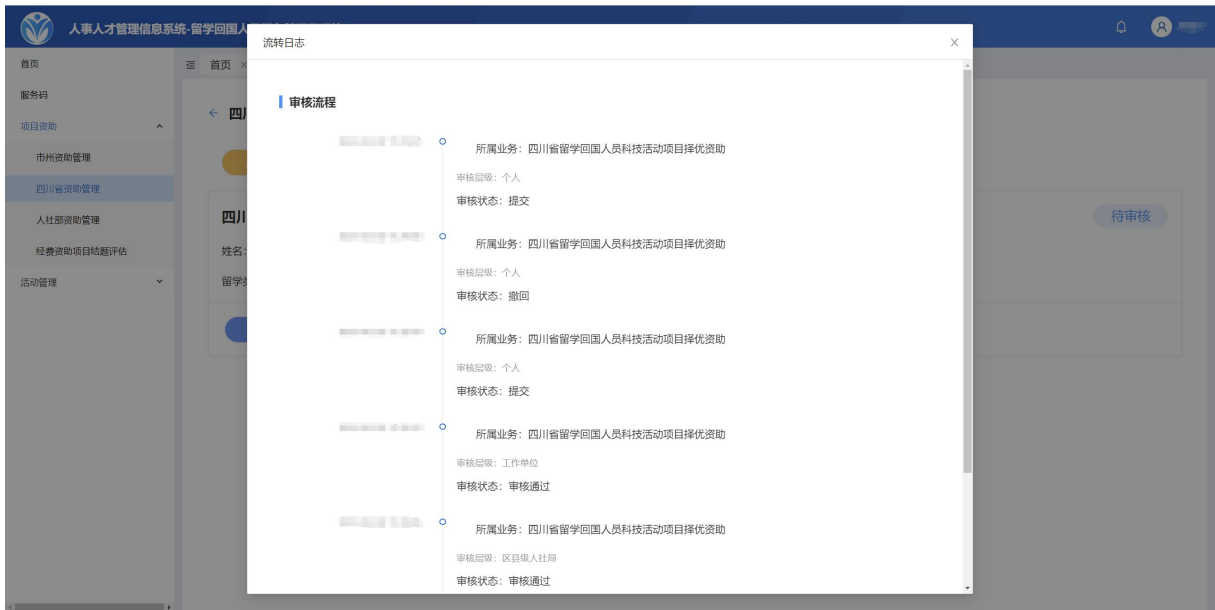 人事人才管理信息系统-留学回国人
首页
服务码
项目资助
市州资助管理
四川省资助管理
人社部资助管理
经费资助项目结题评估
活动管理
首页
四川
姓名:
留学
待审核
流转日志
审核流程
所属业务：四川省留学回国人员科技活动项目择优资助
审核层级：个人
审核状态：提交
所属业务：四川省留学回国人员科技活动项目择优资助
审核层级：个人
审核状态：撤回
所属业务：四川省留学回国人员科技活动项目择优资助
审核层级：个人
审核状态：提交
所属业务：四川省留学回国人员科技活动项目择优资助
审核层级：工作单位
审核状态：审核通过
所属业务：四川省留学回国人员科技活动项目择优资助
审核层级：区县级人社局
审核状态：审核通过